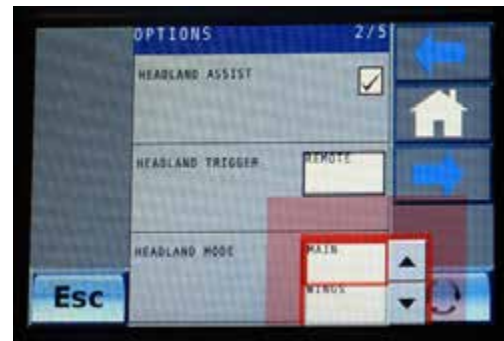 OPTIONS 2/5
HEADLAND ASSIST
HEADLAND TRIGGER REMOTE
HEADLAND MODE MAIN
WINGS
Esc